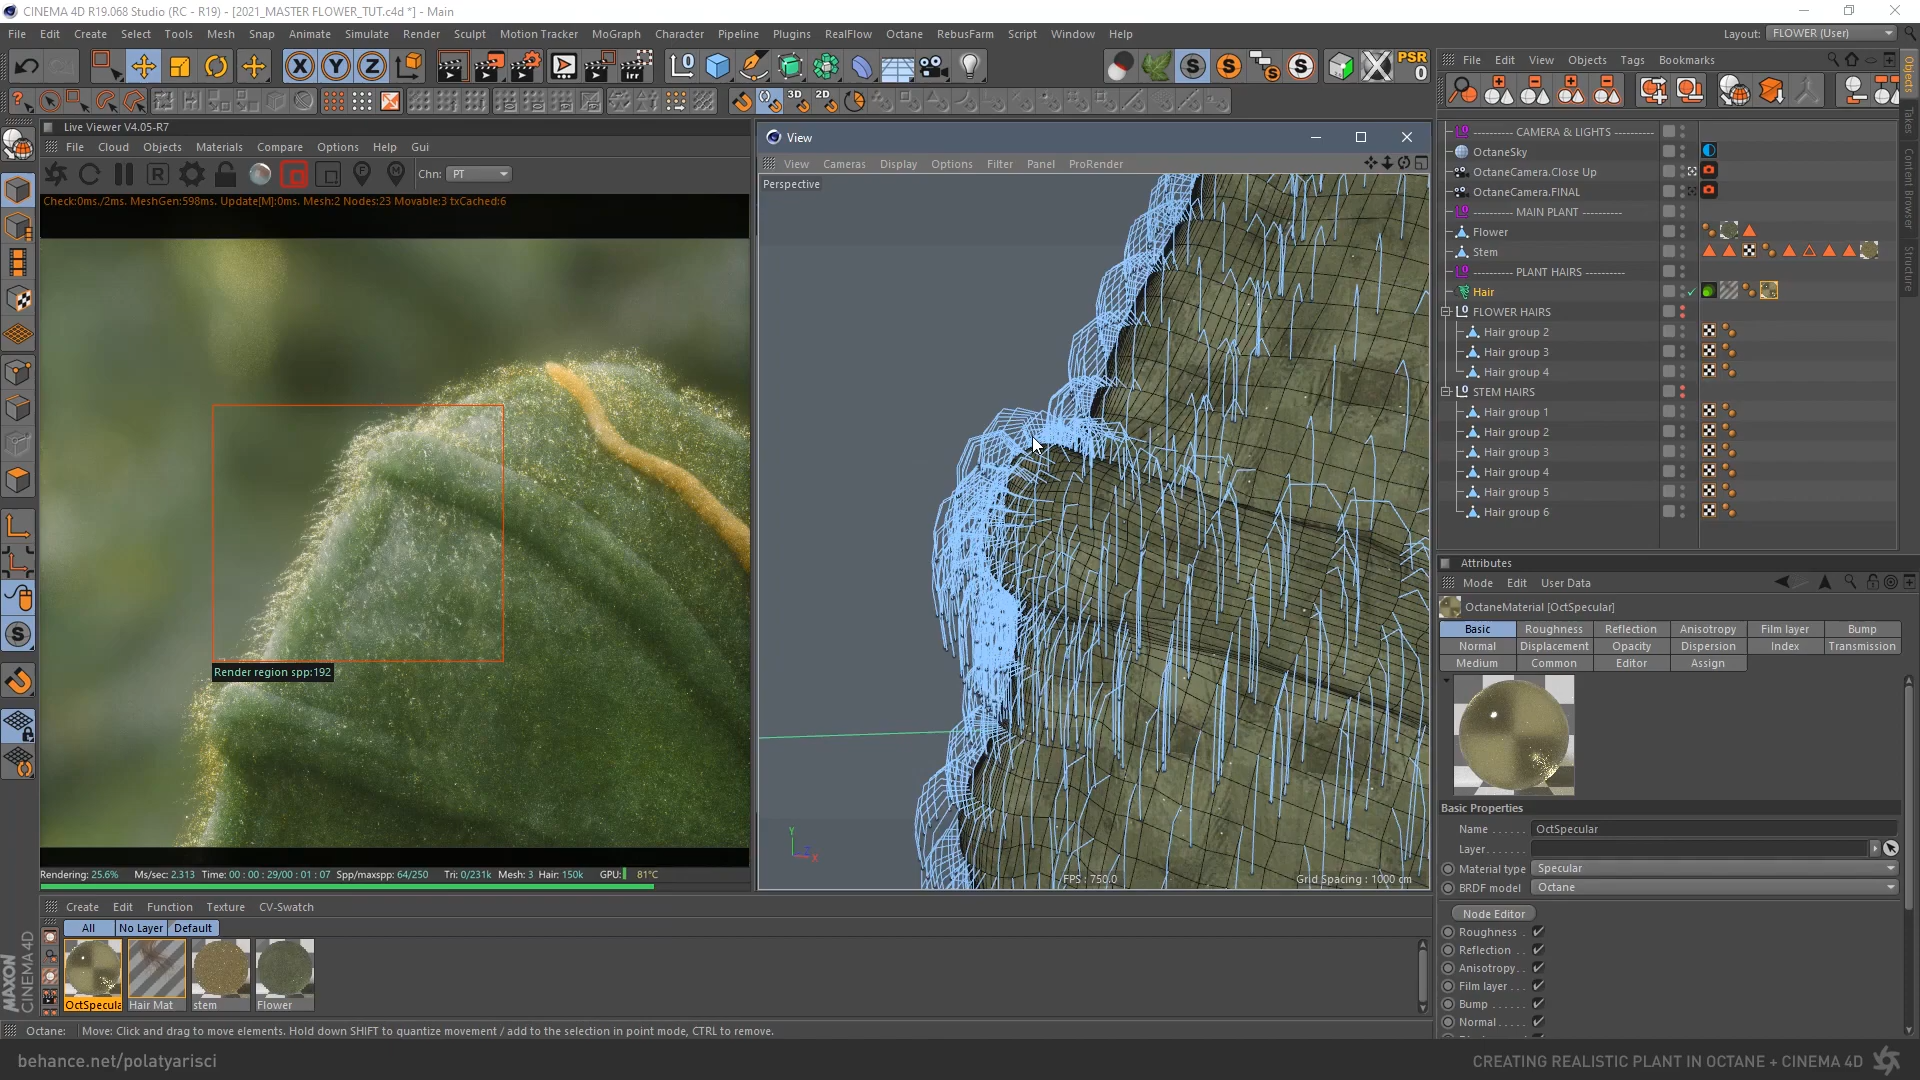 CINEMA 4D R19.068 Studio (RC - R19) - [2021_MASTER FLOWER_TUT.c4d *] - Main
File Edit Create Select Tools Mesh Snap Animate Simulate Render Sculpt Motion Tracker MoGraph Character Pipeline Plugins RealFlow Octane RebusFarm Script Window Help
Layout: FLOWER (User)
PSR
0
3D
2D
File Edit View Objects Tags Bookmarks
Objects
Takes
Content Browser
Structure
Live Viewer V4.05-R7
File Cloud Objects Materials Compare Options Help Gui
Chn: PT
Check:0ms./2ms. MeshGen:598ms. Update[M]:0ms. Mesh:2 Nodes:23 Movable:3 txCached:6
Render region spp:192
Rendering: 25.6% Ms/sec: 2.313 Time: 00 : 00 : 29/00 : 01 : 07 Spp/maxspp: 64/250 Tri: 0/231k Mesh: 3 Hair: 150k GPU: 81°C
View
View Cameras Display Options Filter Panel ProRender
Perspective
Y
Z
X
FPS : 750.0
Grid Spacing : 1000 cm
---------- CAMERA & LIGHTS ----------
OctaneSky
OctaneCamera.Close Up
OctaneCamera.FINAL
---------- MAIN PLANT ----------
Flower
Stem
---------- PLANT HAIRS ----------
Hair
FLOWER HAIRS
Hair group 2
Hair group 3
Hair group 4
STEM HAIRS
Hair group 1
Hair group 2
Hair group 3
Hair group 4
Hair group 5
Hair group 6
Attributes
Mode Edit User Data
OctaneMaterial [OctSpecular]
Basic Roughness Reflection Anisotropy Film layer Bump
Normal Displacement Opacity Dispersion Index Transmission
Medium Common Editor Assign
Basic Properties
Name . . . . . . OctSpecular
Layer. . . . . .
Material type Specular
BRDF model Octane
Node Editor
Roughness .
Reflection .
Anisotropy. .
Film layer . .
Bump . . . . .
Normal . . . . .
Create Edit Function Texture CV-Swatch
All No Layer Default
OctSpecula Hair Mat stem Flower
MAXON
CINEMA 4D
Octane: Move: Click and drag to move elements. Hold down SHIFT to quantize movement / add to the selection in point mode, CTRL to remove.
behance.net/polatyarisci
CREATING REALISTIC PLANT IN OCTANE + CINEMA 4D